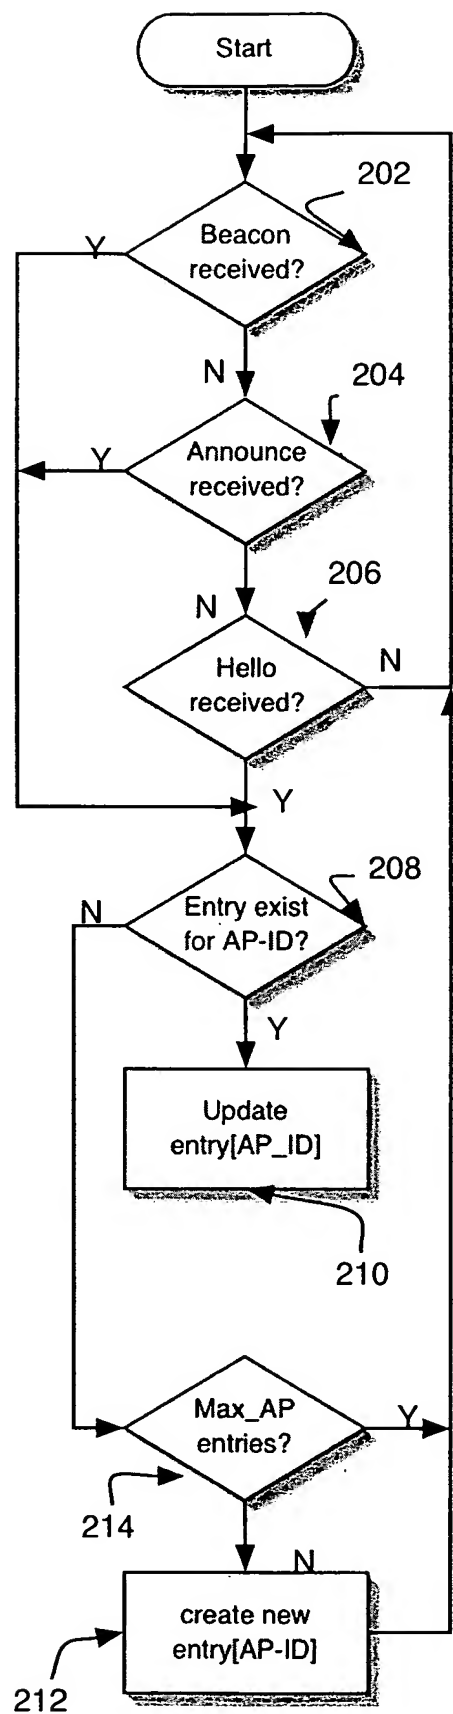 Start
202
Beacon
received?
Y
N
204
Announce
received?
Y
206
N
Hello
received?
N
Y
208
Entry exist
for AP-ID?
N
Y
Update
entry[AP_ID]
210
Max_AP
entries?
Y
214
N
create new
entry[AP-ID]
212